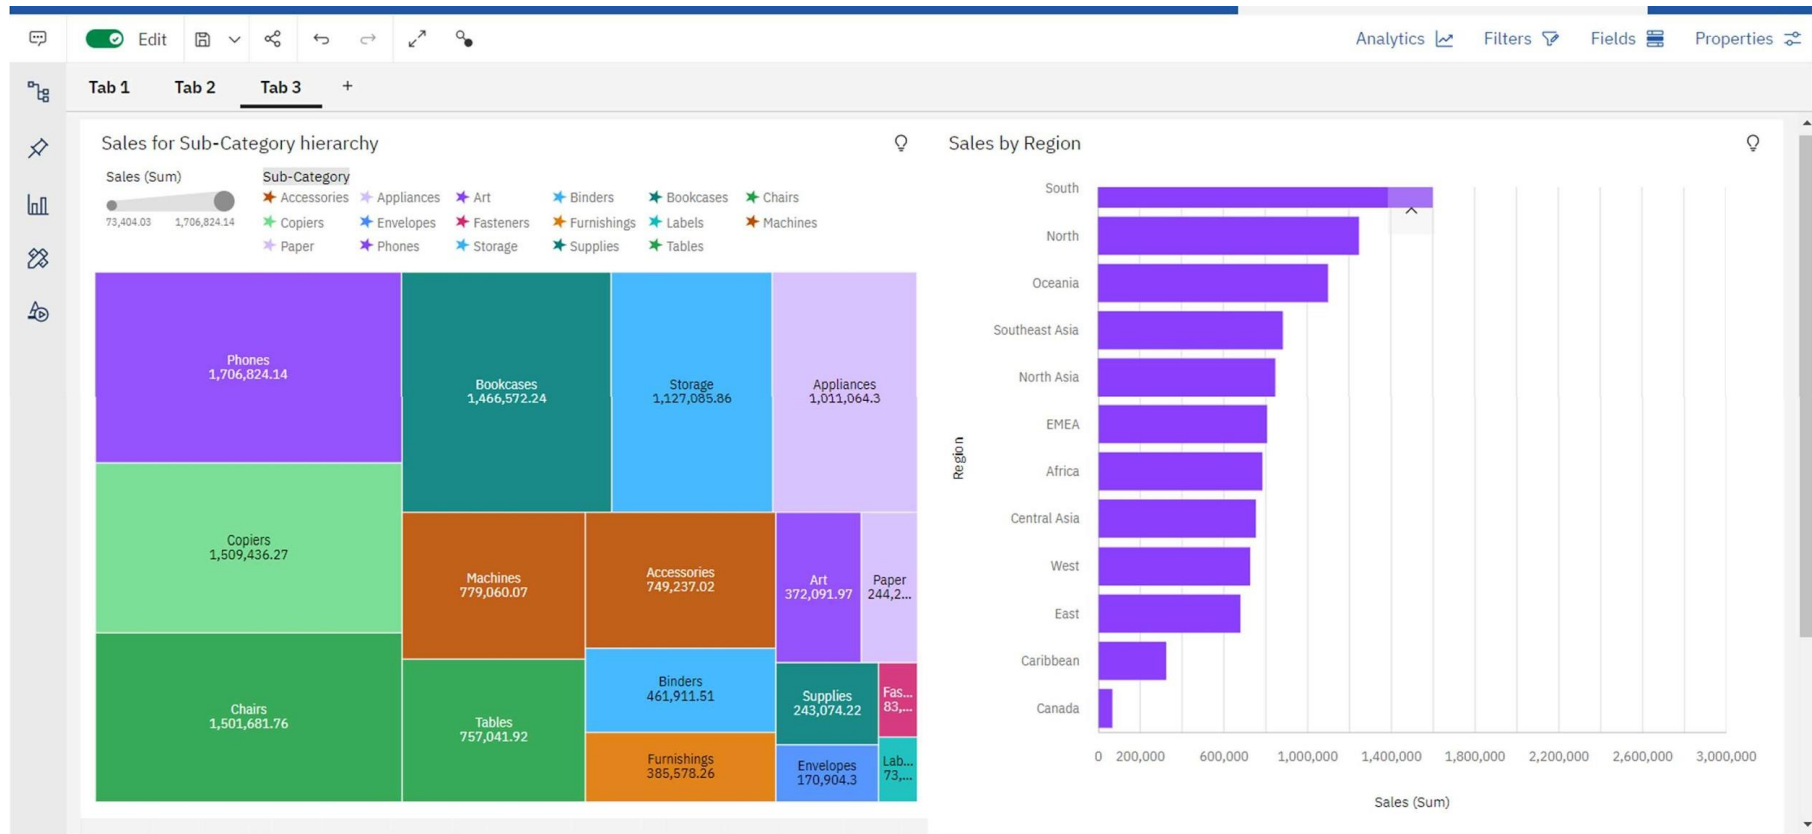 Edit
Analytics Filters Fields Properties
Tab 1 Tab 2 Tab 3 +
Sales for Sub-Category hierarchy
Sales (Sum)
73,404.03 1,706,824.14
Sub-Category
Accessories Appliances Art Binders Bookcases Chairs
Copiers Envelopes Fasteners Furnishings Labels Machines
Paper Phones Storage Supplies Tables
Phones
1,706,824.14
Bookcases
1,466,572.24
Storage
1,127,085.86
Appliances
1,011,064.3
Copiers
1,509,436.27
Machines
779,060.07
Accessories
749,237.02
Art
372,091.97
Paper
244,2...
Chairs
1,501,681.76
Tables
757,041.92
Binders
461,911.51
Furnishings
385,578.26
Supplies
243,074.22
Fas...
83,...
Envelopes
170,904.3
Lab...
73,...
Sales by Region
Region
South
North
Oceania
Southeast Asia
North Asia
EMEA
Africa
Central Asia
West
East
Caribbean
Canada
0 200,000 600,000 1,000,000 1,400,000 1,800,000 2,200,000 2,600,000 3,000,000
Sales (Sum)